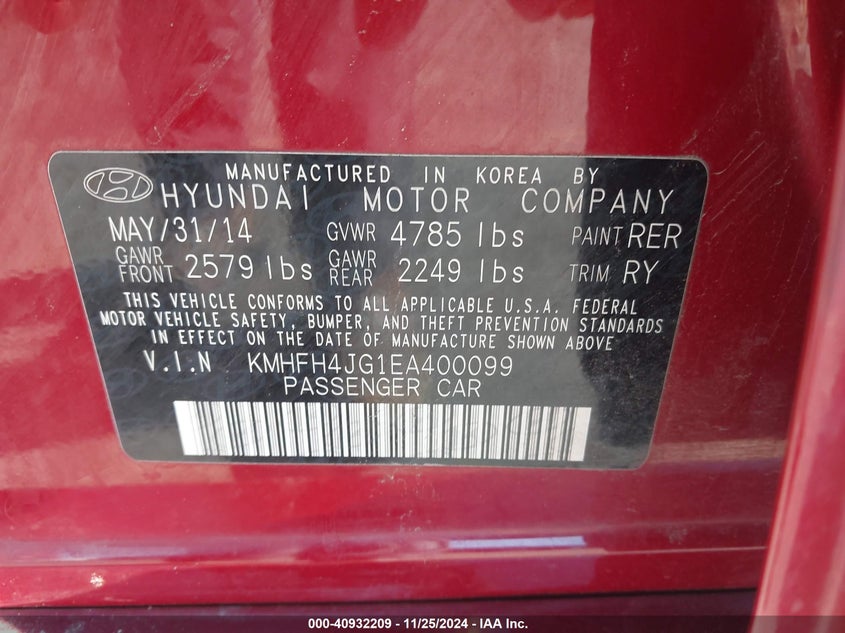 MANUFACTURED IN KOREA BY
HYUNDAI MOTOR COMPANY
MAY/31/14 GVWR 4785 lbs PAINT RER
GAWR FRONT 2579 lbs GAWR REAR 2249 lbs TRIM RY
THIS VEHICLE CONFORMS TO ALL APPLICABLE U.S.A. FEDERAL
MOTOR VEHICLE SAFETY, BUMPER, AND THEFT PREVENTION STANDARDS
IN EFFECT ON THE DATE OF MANUFACTURE SHOWN ABOVE
V.I.N KMHFH4JG1EA400099
PASSENGER CAR
000-40932209 - 11/25/2024 - IAA Inc.